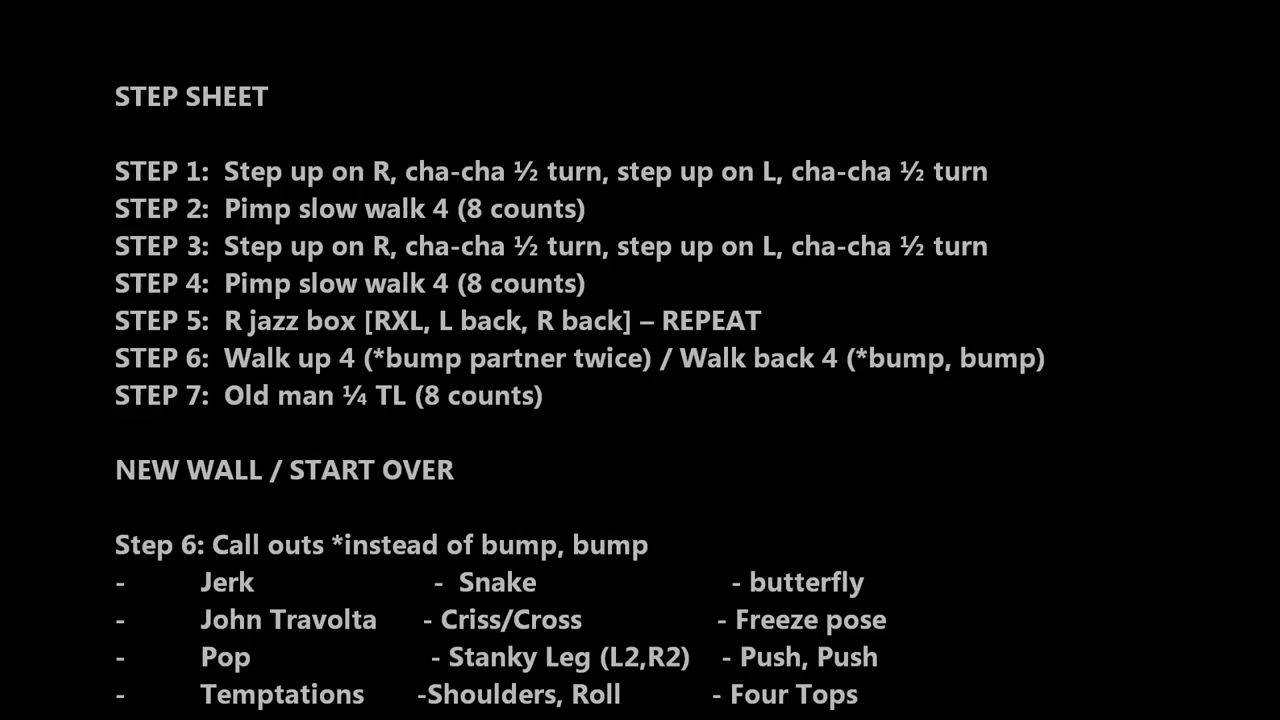 STEP SHEET
STEP 1:  Step up on R, cha-cha ½ turn, step up on L, cha-cha ½ turn
STEP 2:  Pimp slow walk 4 (8 counts)
STEP 3:  Step up on R, cha-cha ½ turn, step up on L, cha-cha ½ turn
STEP 4:  Pimp slow walk 4 (8 counts)
STEP 5:  R jazz box [RXL, L back, R back] – REPEAT
STEP 6:  Walk up 4 (*bump partner twice) / Walk back 4 (*bump, bump)
STEP 7:  Old man ¼ TL (8 counts)
NEW WALL / START OVER
Step 6: Call outs *instead of bump, bump
- Jerk - Snake - butterfly
- John Travolta - Criss/Cross - Freeze pose
- Pop - Stanky Leg (L2,R2) - Push, Push
- Temptations -Shoulders, Roll - Four Tops